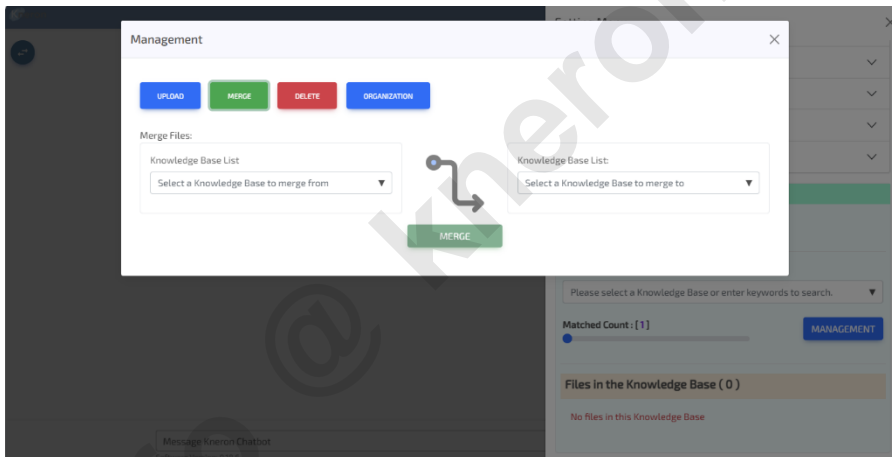 Management
UPLOAD
MERGE
DELETE
ORGANIZATION
Merge Files:
Knowledge Base List
Select a Knowledge Base to merge from
Knowledge Base List:
Select a Knowledge Base to merge to
MERGE
Please select a Knowledge Base or enter keywords to search.
Matched Count : [ 1 ]
MANAGEMENT
Files in the Knowledge Base ( 0 )
No files in this Knowledge Base
Message Kneron Chatbot
@ kneron